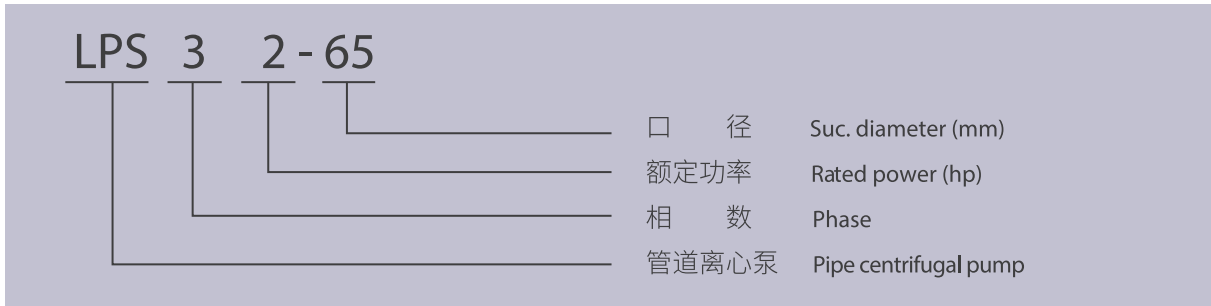 LPS 3 2 - 65
口 径 Suc. diameter (mm)
额定功率 Rated power (hp)
相 数 Phase
管道离心泵 Pipe centrifugal pump